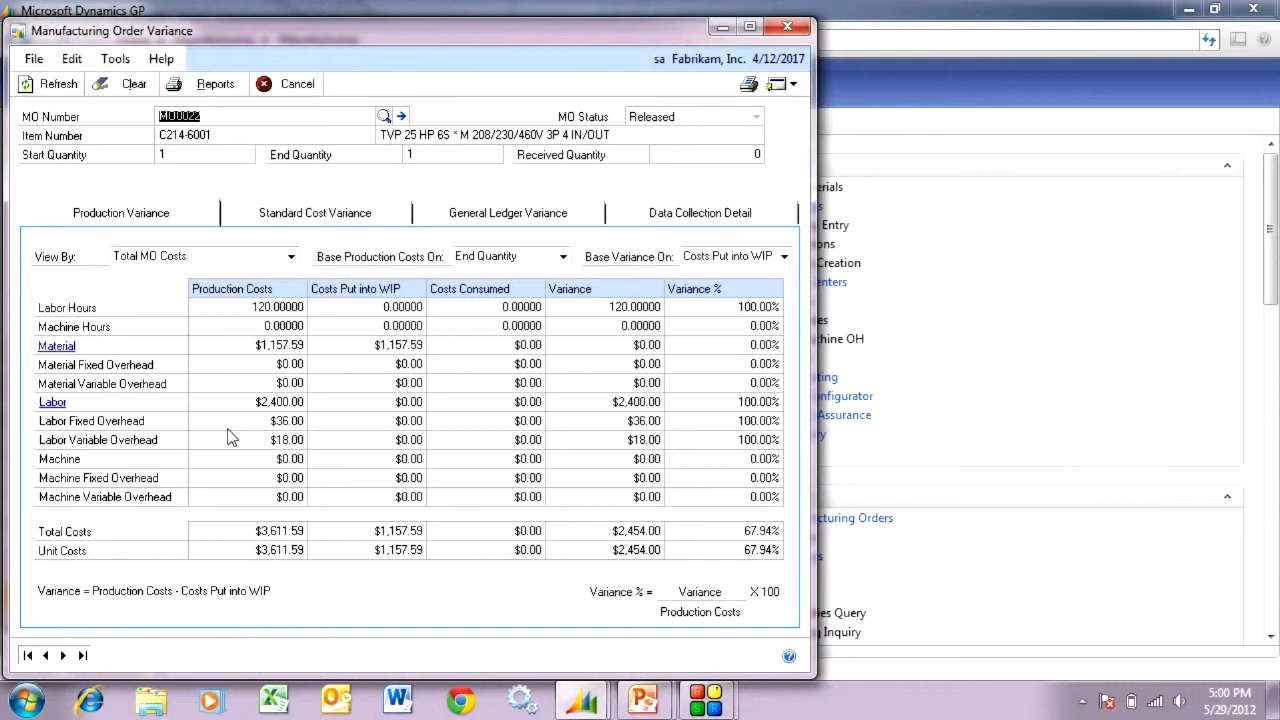 Microsoft Dynamics GP
Manufacturing Order Variance
File Edit Tools Help
sa Fabrikam, Inc. 4/12/2017
Refresh Clear Reports Cancel
MO Number MO0022 MO Status Released
Item Number C214-6001 TVP 25 HP 6S * M 208/230/460V 3P 4 IN/OUT
Start Quantity 1 End Quantity 1 Received Quantity 0
Production Variance Standard Cost Variance General Ledger Variance Data Collection Detail
View By: Total MO Costs Base Production Costs On: End Quantity Base Variance On: Costs Put into WIP
Production Costs Costs Put into WIP Costs Consumed Variance Variance %
Labor Hours 120.00000 0.00000 0.00000 120.00000 100.00%
Machine Hours 0.00000 0.00000 0.00000 0.00000 0.00%
Material $1,157.59 $1,157.59 $0.00 $0.00 0.00%
Material Fixed Overhead $0.00 $0.00 $0.00 $0.00 0.00%
Material Variable Overhead $0.00 $0.00 $0.00 $0.00 0.00%
Labor $2,400.00 $0.00 $0.00 $2,400.00 100.00%
Labor Fixed Overhead $36.00 $0.00 $0.00 $36.00 100.00%
Labor Variable Overhead $18.00 $0.00 $0.00 $18.00 100.00%
Machine $0.00 $0.00 $0.00 $0.00 0.00%
Machine Fixed Overhead $0.00 $0.00 $0.00 $0.00 0.00%
Machine Variable Overhead $0.00 $0.00 $0.00 $0.00 0.00%
Total Costs $3,611.59 $1,157.59 $0.00 $2,454.00 67.94%
Unit Costs $3,611.59 $1,157.59 $0.00 $2,454.00 67.94%
Variance = Production Costs - Costs Put into WIP
Variance % = Variance X 100
Production Costs
erials
s
Entry
ons
Creation
enters
es
chine OH
ting
onfigurator
Assurance
y
cturing Orders
s
ies Query
g Inquiry
5:00 PM
5/29/2012